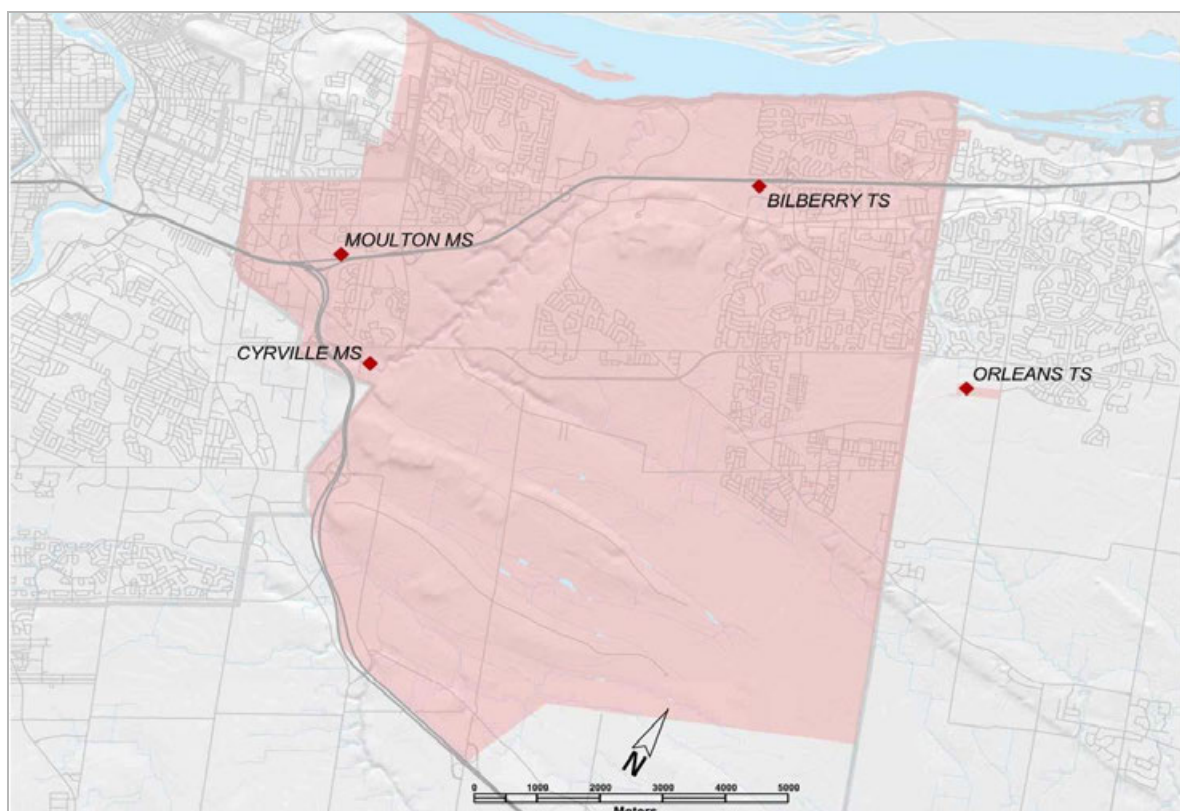 BILBERRY TS
MOULTON MS
CYRVILLE MS
ORLEANS TS
N
0 1000 2000 3000 4000 5000
Meters